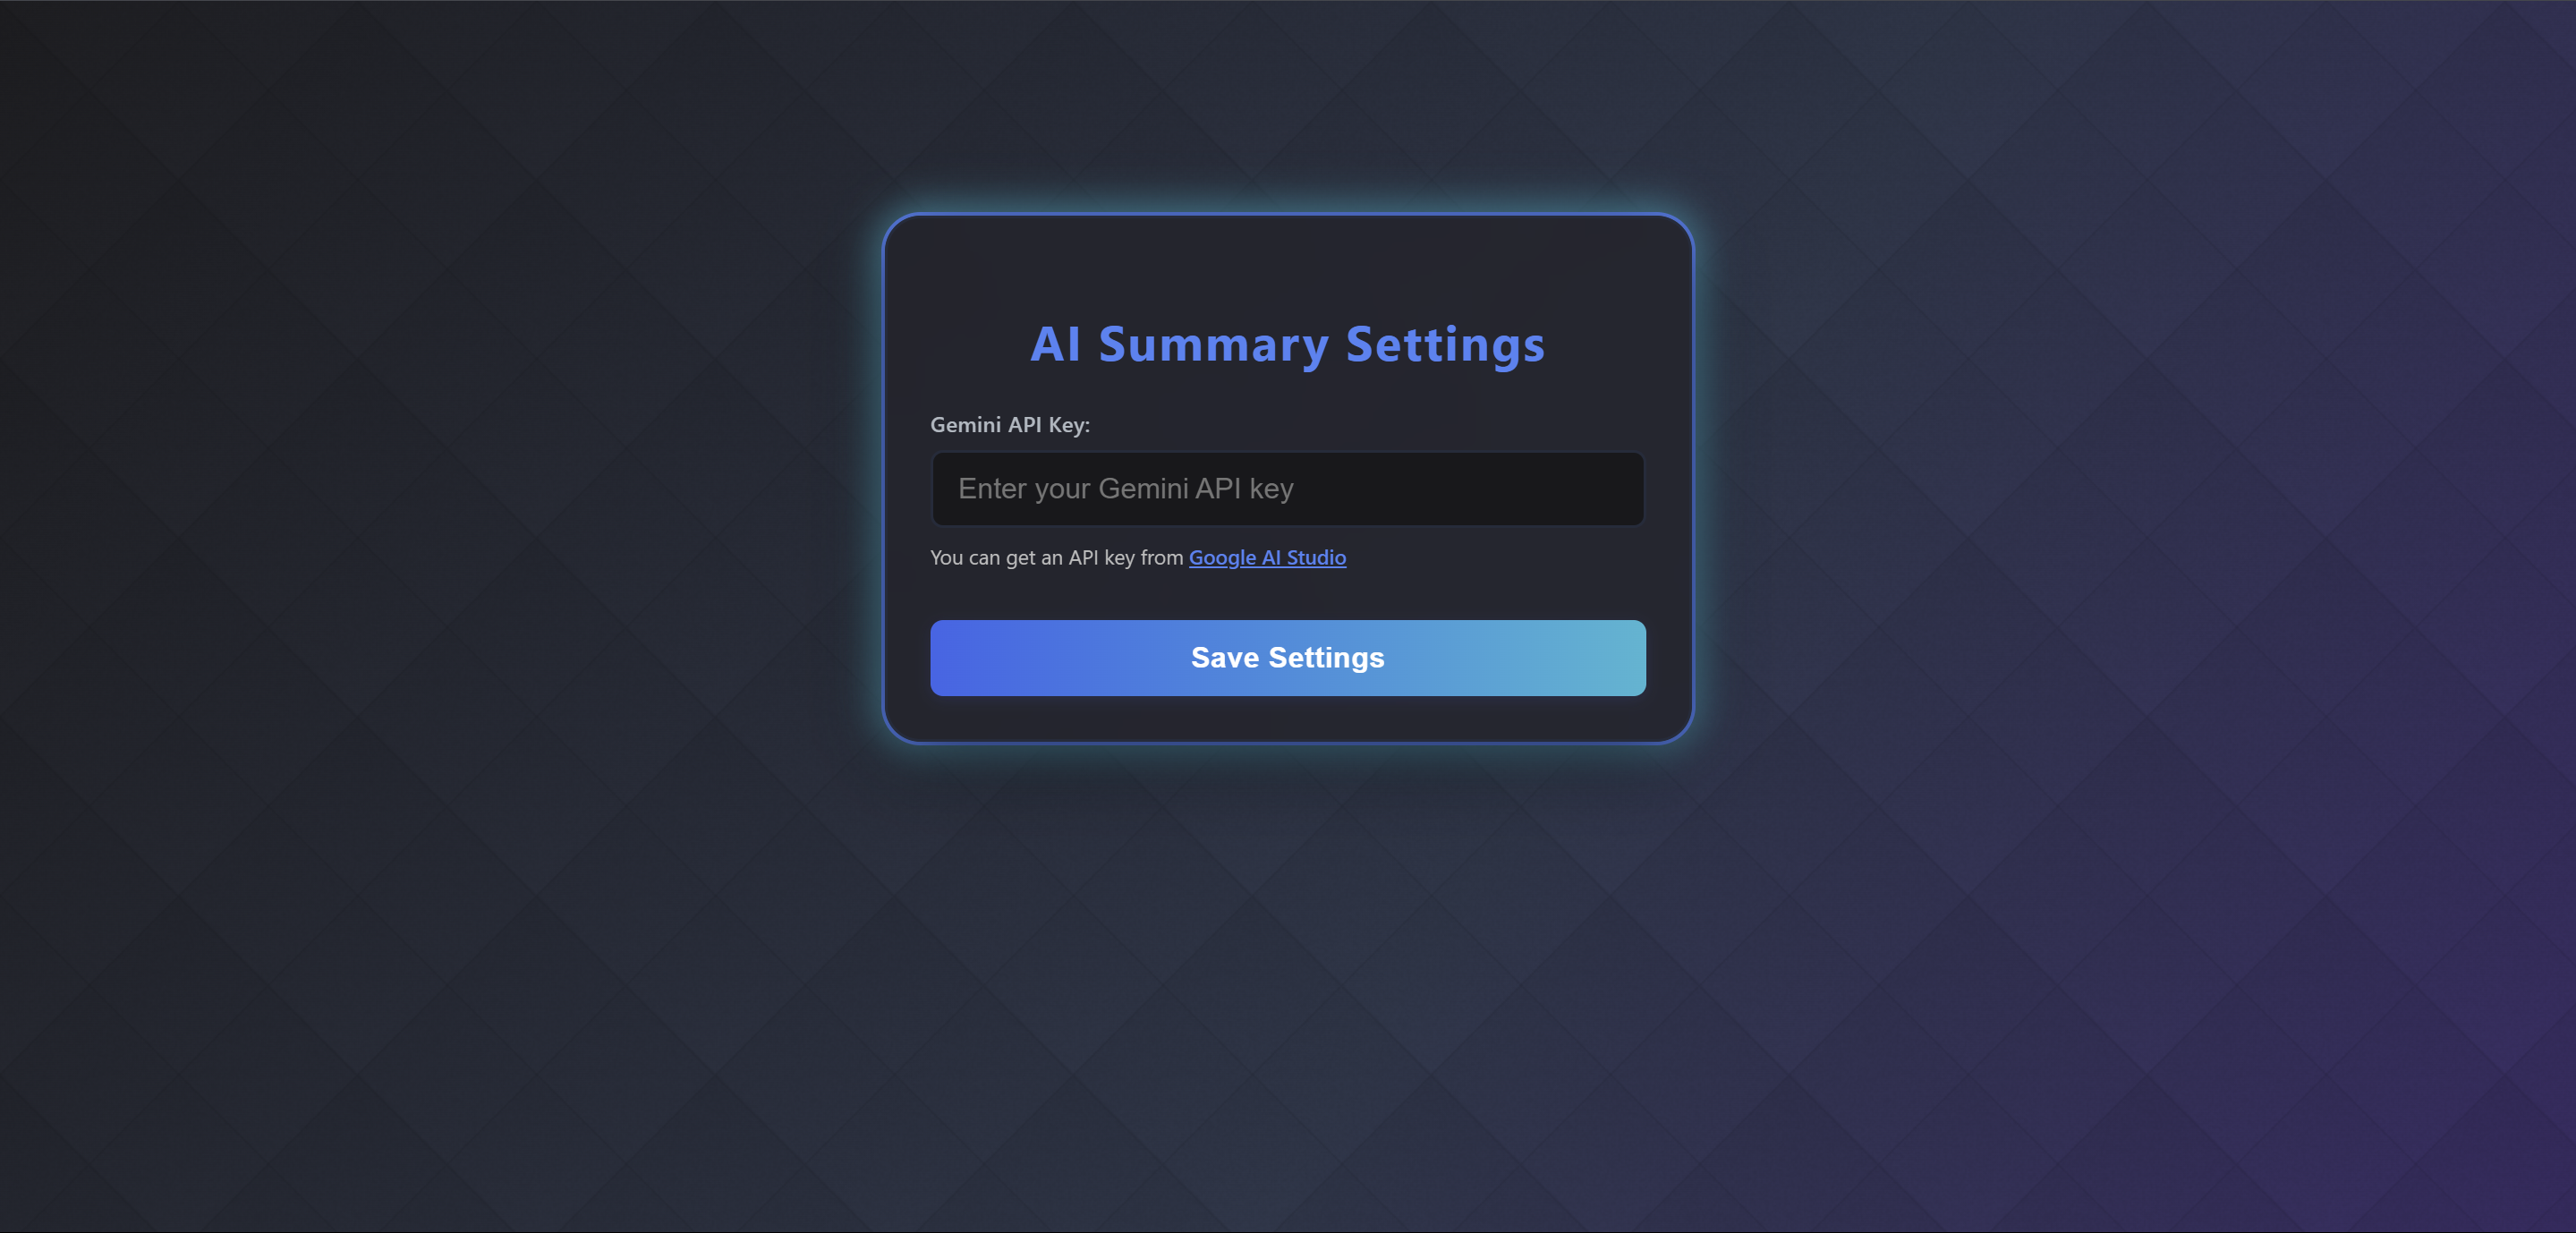 AI Summary Settings
Gemini API Key:
Enter your Gemini API key
You can get an API key from Google AI Studio
Save Settings